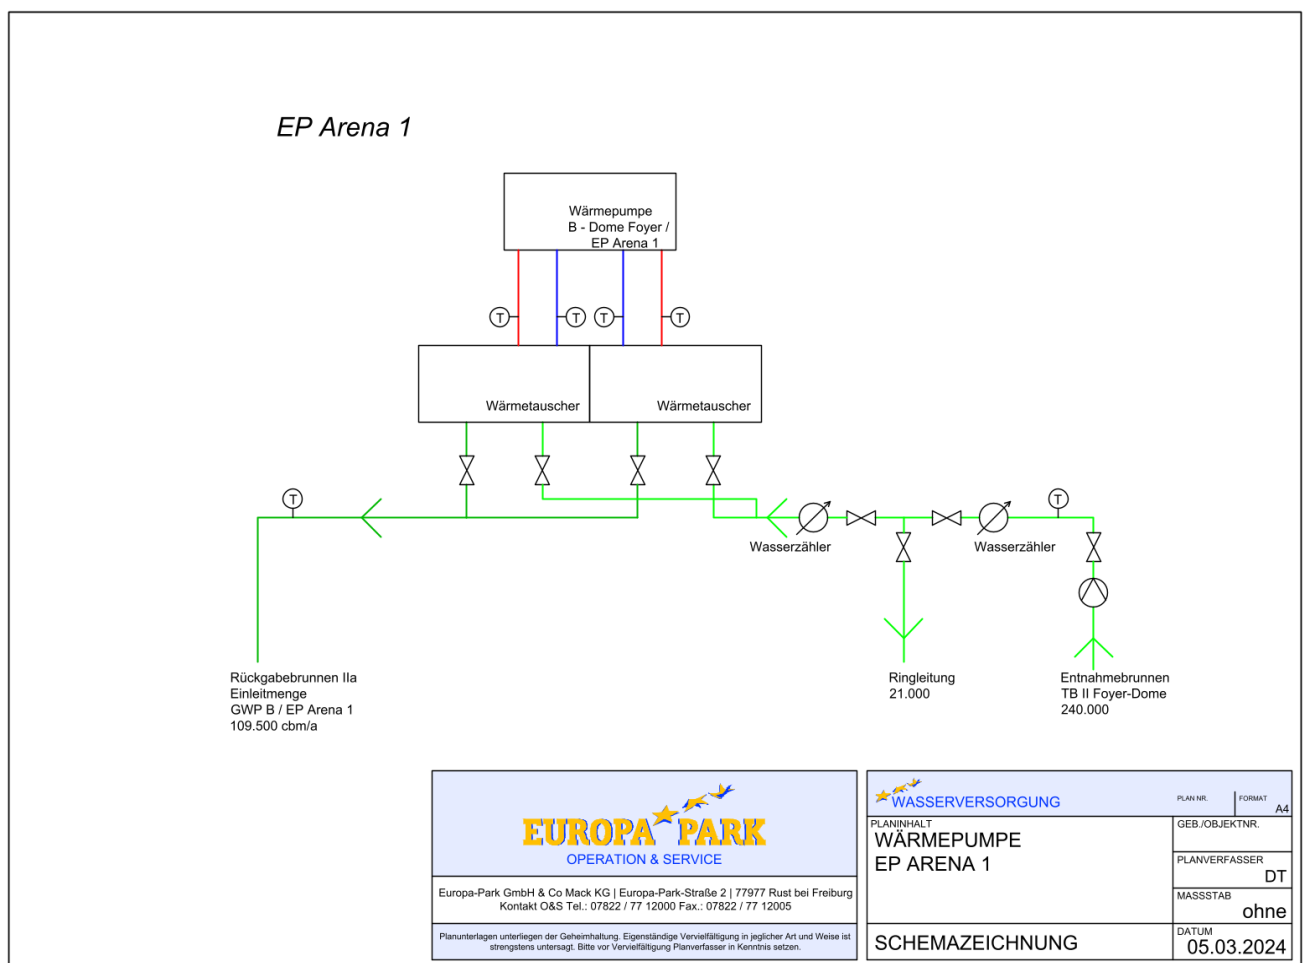 EP Arena 1
Wärmepumpe
B - Dome Foyer /
EP Arena 1
T
T
T
T
Wärmetauscher
Wärmetauscher
T
T
Wasserzähler
Wasserzähler
Rückgabebrunnen IIa
Einleitmenge
GWP B / EP Arena 1
109.500 cbm/a
Ringleitung
21.000
Entnahmebrunnen
TB II Foyer-Dome
240.000
EUROPA PARK
OPERATION & SERVICE
Europa-Park GmbH & Co Mack KG | Europa-Park-Straße 2 | 77977 Rust bei Freiburg
Kontakt O&S Tel.: 07822 / 77 12000 Fax.: 07822 / 77 12005
Planunterlagen unterliegen der Geheimhaltung. Eigenständige Vervielfältigung in jeglicher Art und Weise ist
strengstens untersagt. Bitte vor Vervielfältigung Planverfasser in Kenntnis setzen.
WASSERVERSORGUNG
PLAN NR.
FORMAT
A4
PLANINHALT
WÄRMEPUMPE
EP ARENA 1
GEB./OBJEKTNR.
PLANVERFASSER
DT
MASSSTAB
ohne
SCHEMAZEICHNUNG
DATUM
05.03.2024